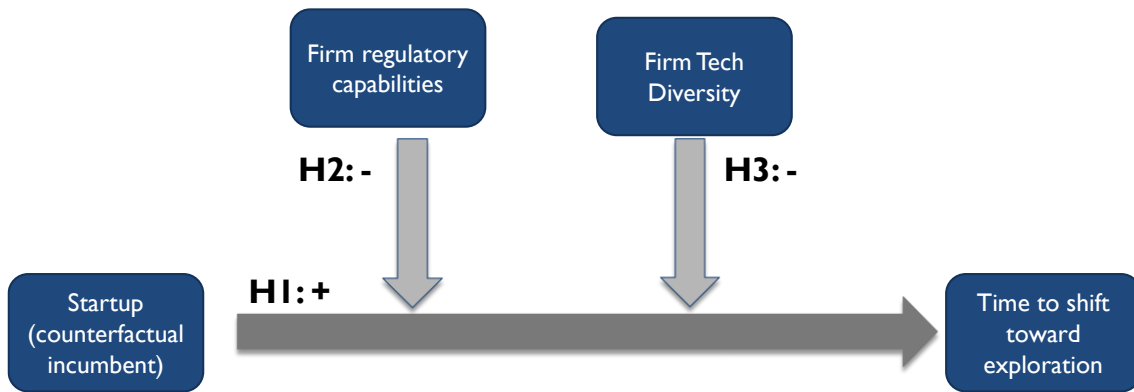 Firm regulatory
capabilities
Firm Tech
Diversity
H2: -
H3: -
H1: +
Startup
(counterfactual
incumbent)
Time to shift
toward
exploration